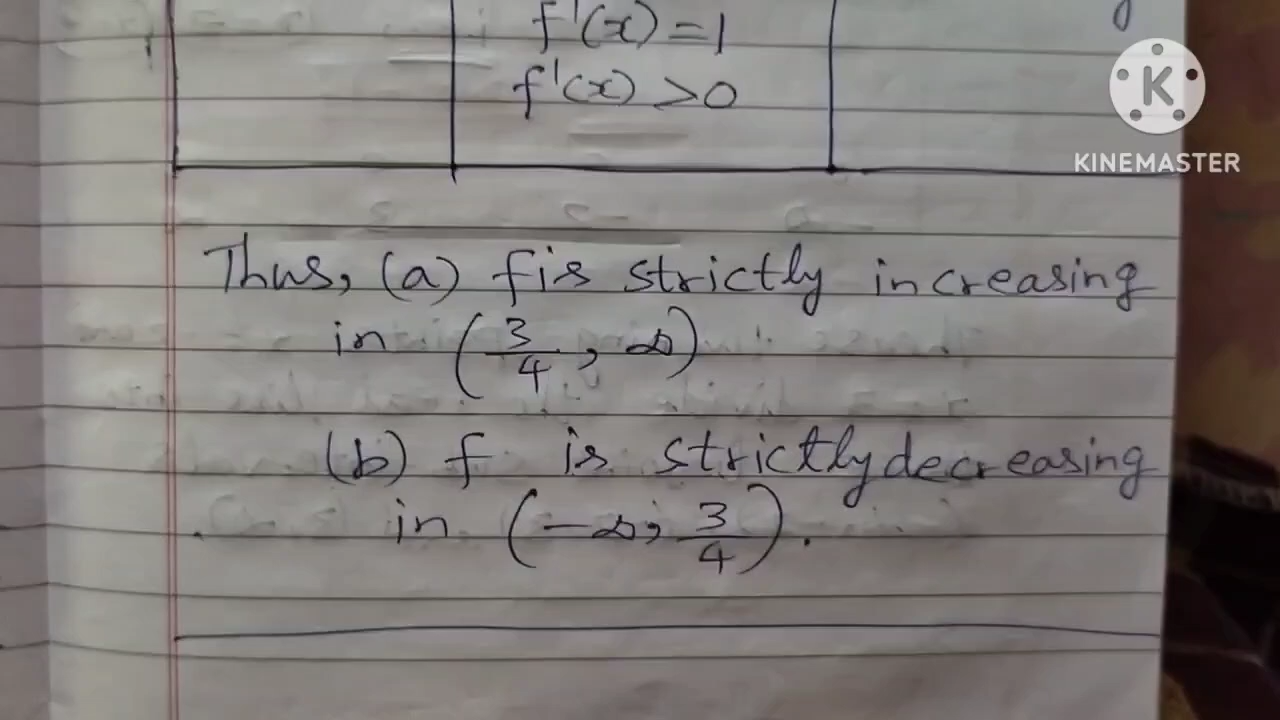 f'(x) = 1
f'(x) > 0
K
KINEMASTER
Thus, (a) f is strictly increasing
in (3/4, ∞)
(b) f is strictly decreasing
in (-∞, 3/4).